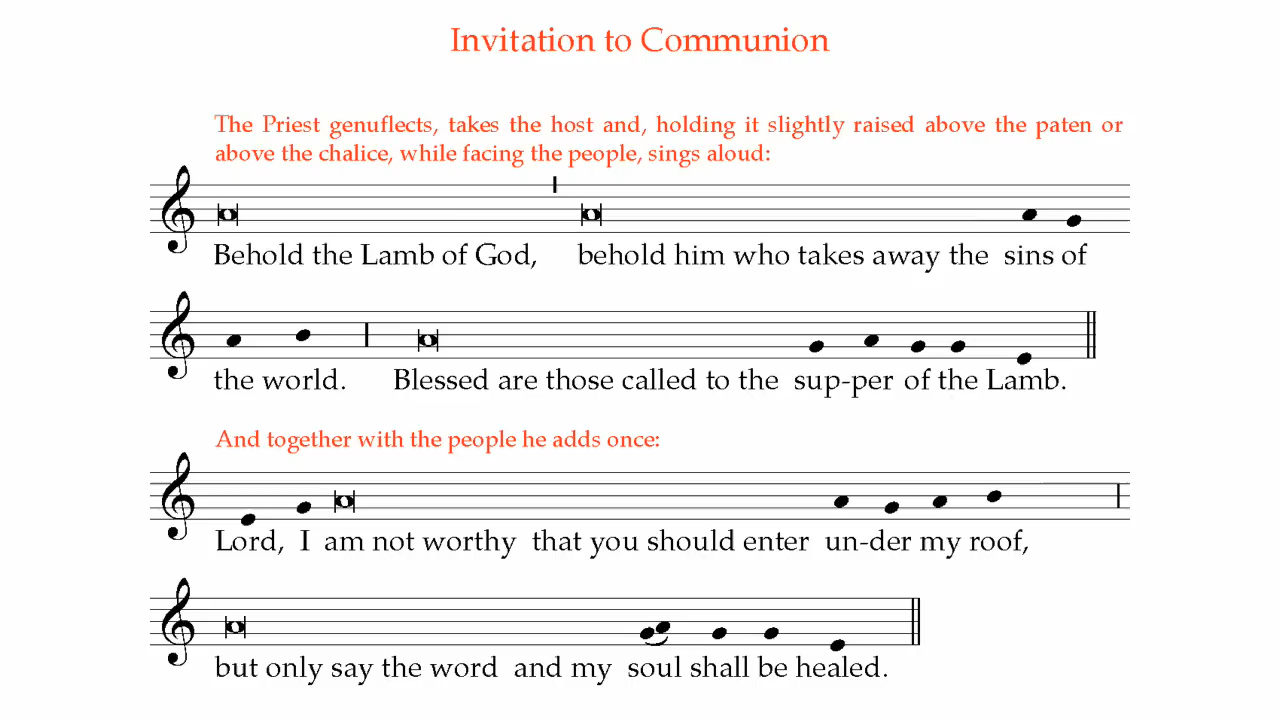 Invitation to Communion
The Priest genuflects, takes the host and, holding it slightly raised above the paten or
above the chalice, while facing the people, sings aloud:
Behold the Lamb of God, behold him who takes away the sins of
the world. Blessed are those called to the sup-per of the Lamb.
And together with the people he adds once:
Lord, I am not worthy that you should enter un-der my roof,
but only say the word and my soul shall be healed.